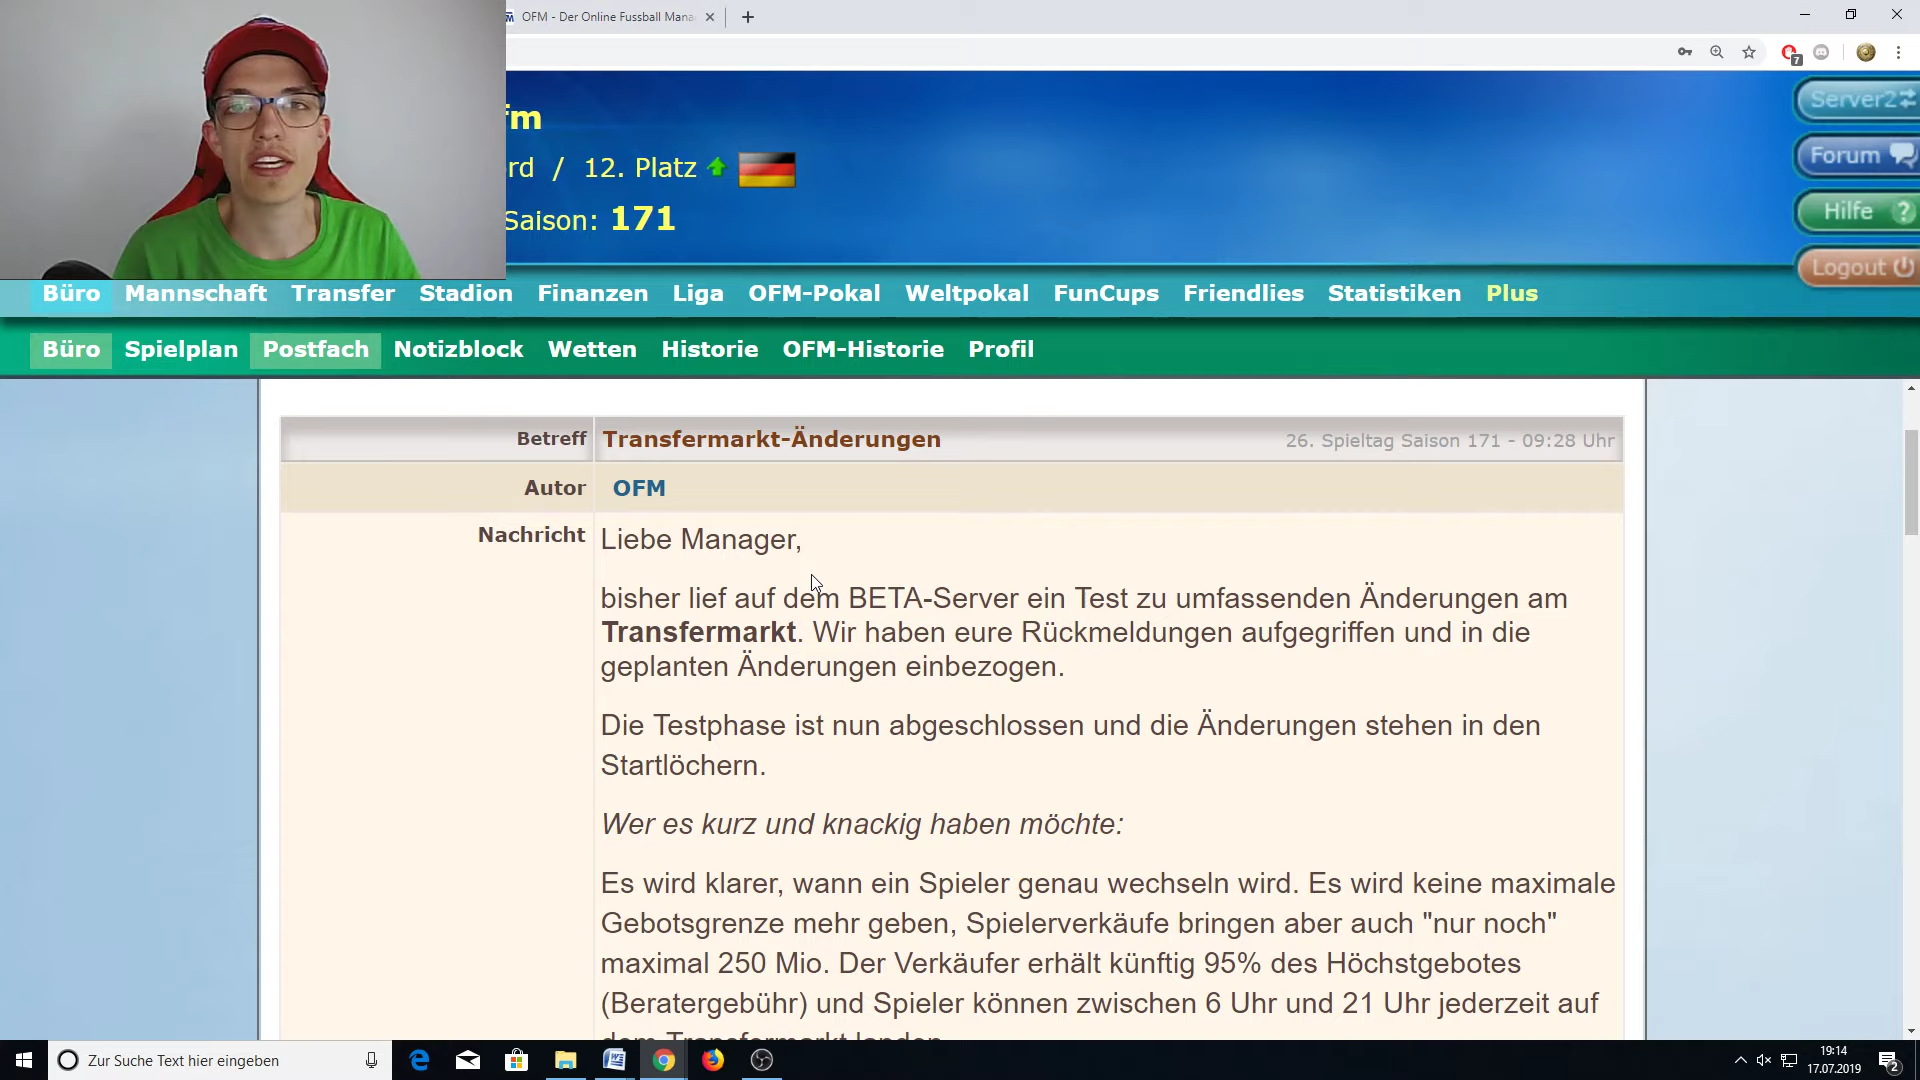 OFM - Der Online Fussball Mana
7
fm
Server2
rd / 12. Platz
Forum
Saison: 171
Hilfe ?
Logout
Büro Mannschaft Transfer Stadion Finanzen Liga OFM-Pokal Weltpokal FunCups Friendlies Statistiken Plus
Büro Spielplan Postfach Notizblock Wetten Historie OFM-Historie Profil
Betreff Transfermarkt-Änderungen 26. Spieltag Saison 171 - 09:28 Uhr
Autor OFM
Nachricht Liebe Manager,
bisher lief auf dem BETA-Server ein Test zu umfassenden Änderungen am
Transfermarkt. Wir haben eure Rückmeldungen aufgegriffen und in die
geplanten Änderungen einbezogen.
Die Testphase ist nun abgeschlossen und die Änderungen stehen in den
Startlöchern.
Wer es kurz und knackig haben möchte:
Es wird klarer, wann ein Spieler genau wechseln wird. Es wird keine maximale
Gebotsgrenze mehr geben, Spielerverkäufe bringen aber auch "nur noch"
maximal 250 Mio. Der Verkäufer erhält künftig 95% des Höchstgebotes
(Beratergebühr) und Spieler können zwischen 6 Uhr und 21 Uhr jederzeit auf
dem Transfermarkt landen
Zur Suche Text hier eingeben
19:14
17.07.2019
2